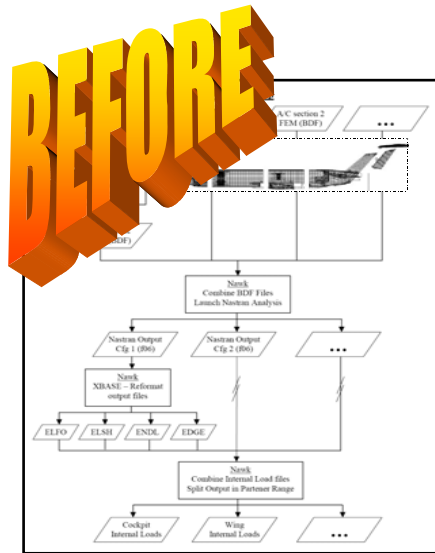 BEFORE
A/C section 2
FEM (BDF)
...
(BDF)
Nawk
Combine BDF Files
Launch Nastran Analysis
Nastran Output
Cfg 1 (f06)
Nastran Output
Cfg 2 (f06)
...
Nawk
XBASE – Reformat
output files
ELFO
ELSH
ENDL
EDGE
Nawk
Combine Internal Load files
Split Output in Partener Range
Cockpit
Internal Loads
Wing
Internal Loads
...